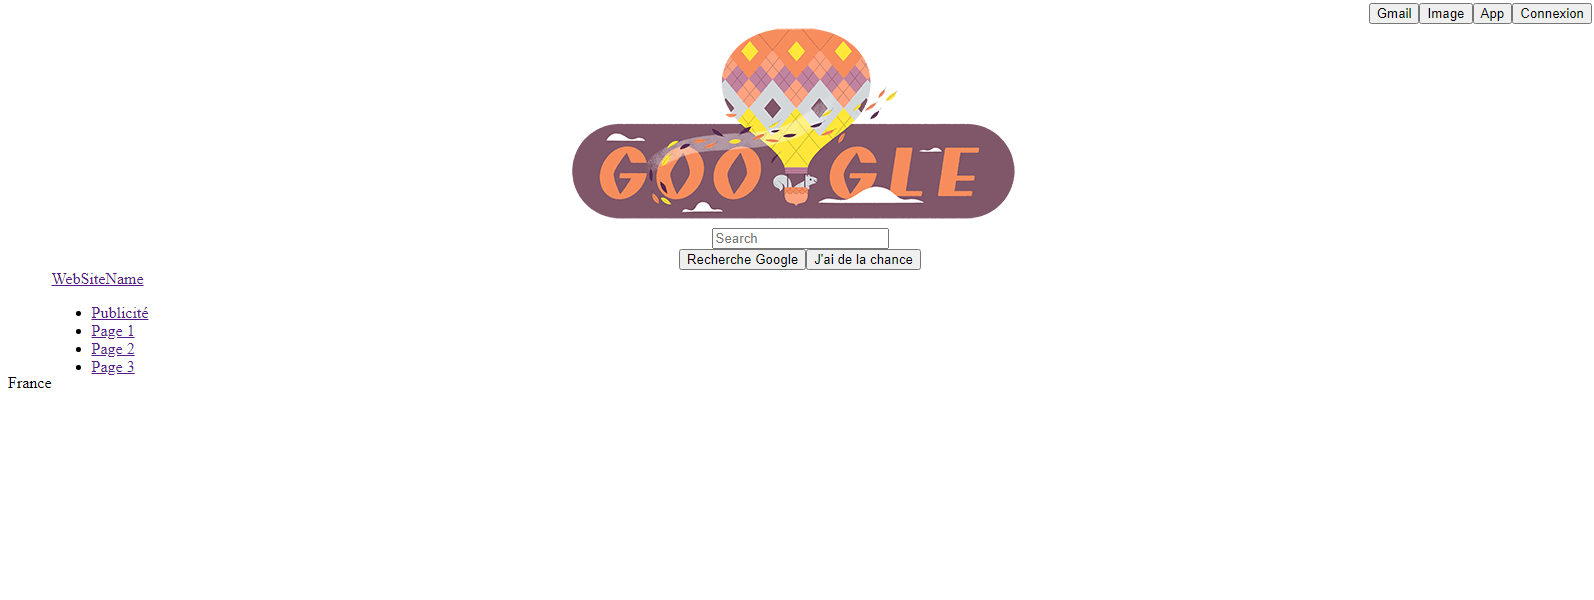 Gmail Image App Connexion
GOOGLE
Search
Recherche Google J'ai de la chance
WebSiteName
Publicité
Page 1
Page 2
Page 3
France